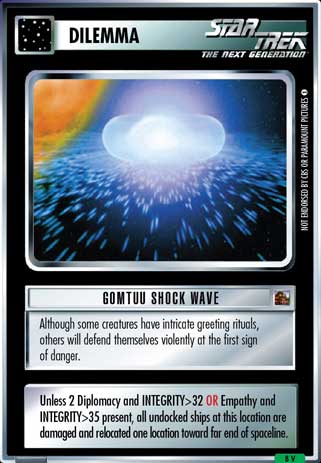 DILEMMA
STAR TREK
THE NEXT GENERATION®
NOT ENDORSED BY CBS OR PARAMOUNT PICTURES
GOMTUU SHOCK WAVE
Although some creatures have intricate greeting rituals,
others will defend themselves violently at the first sign
of danger.
Unless 2 Diplomacy and INTEGRITY>32 OR Empathy and
INTEGRITY>35 present, all undocked ships at this location are
damaged and relocated one location toward far end of spaceline.
8 V